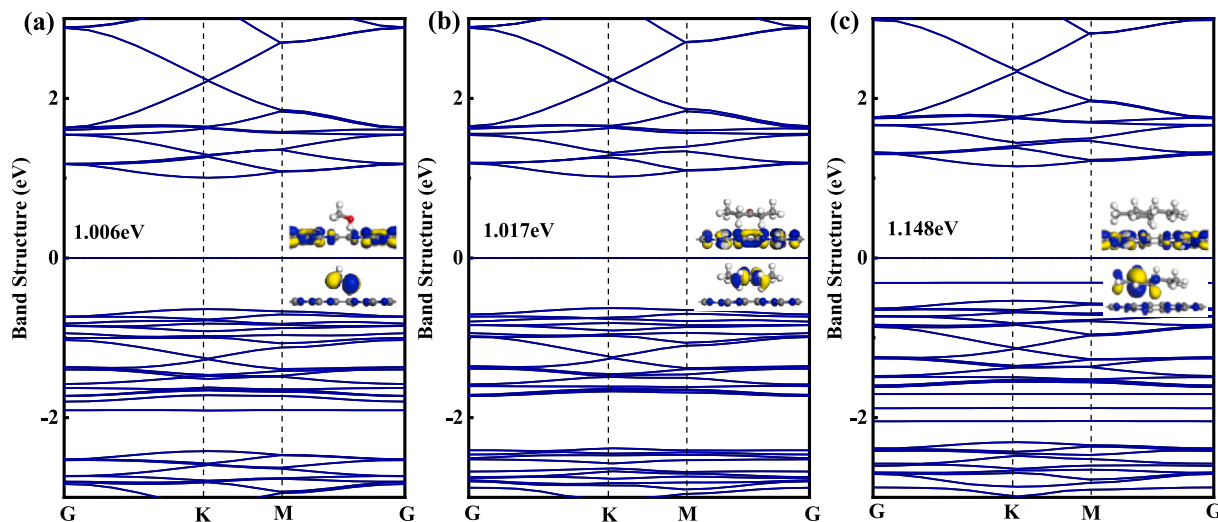 (a)
Band Structure (eV)
2
0
-2
1.006eV
G K M G
(b)
Band Structure (eV)
2
0
-2
1.017eV
G K M G
(c)
Band Structure (eV)
2
0
-2
1.148eV
G K M G